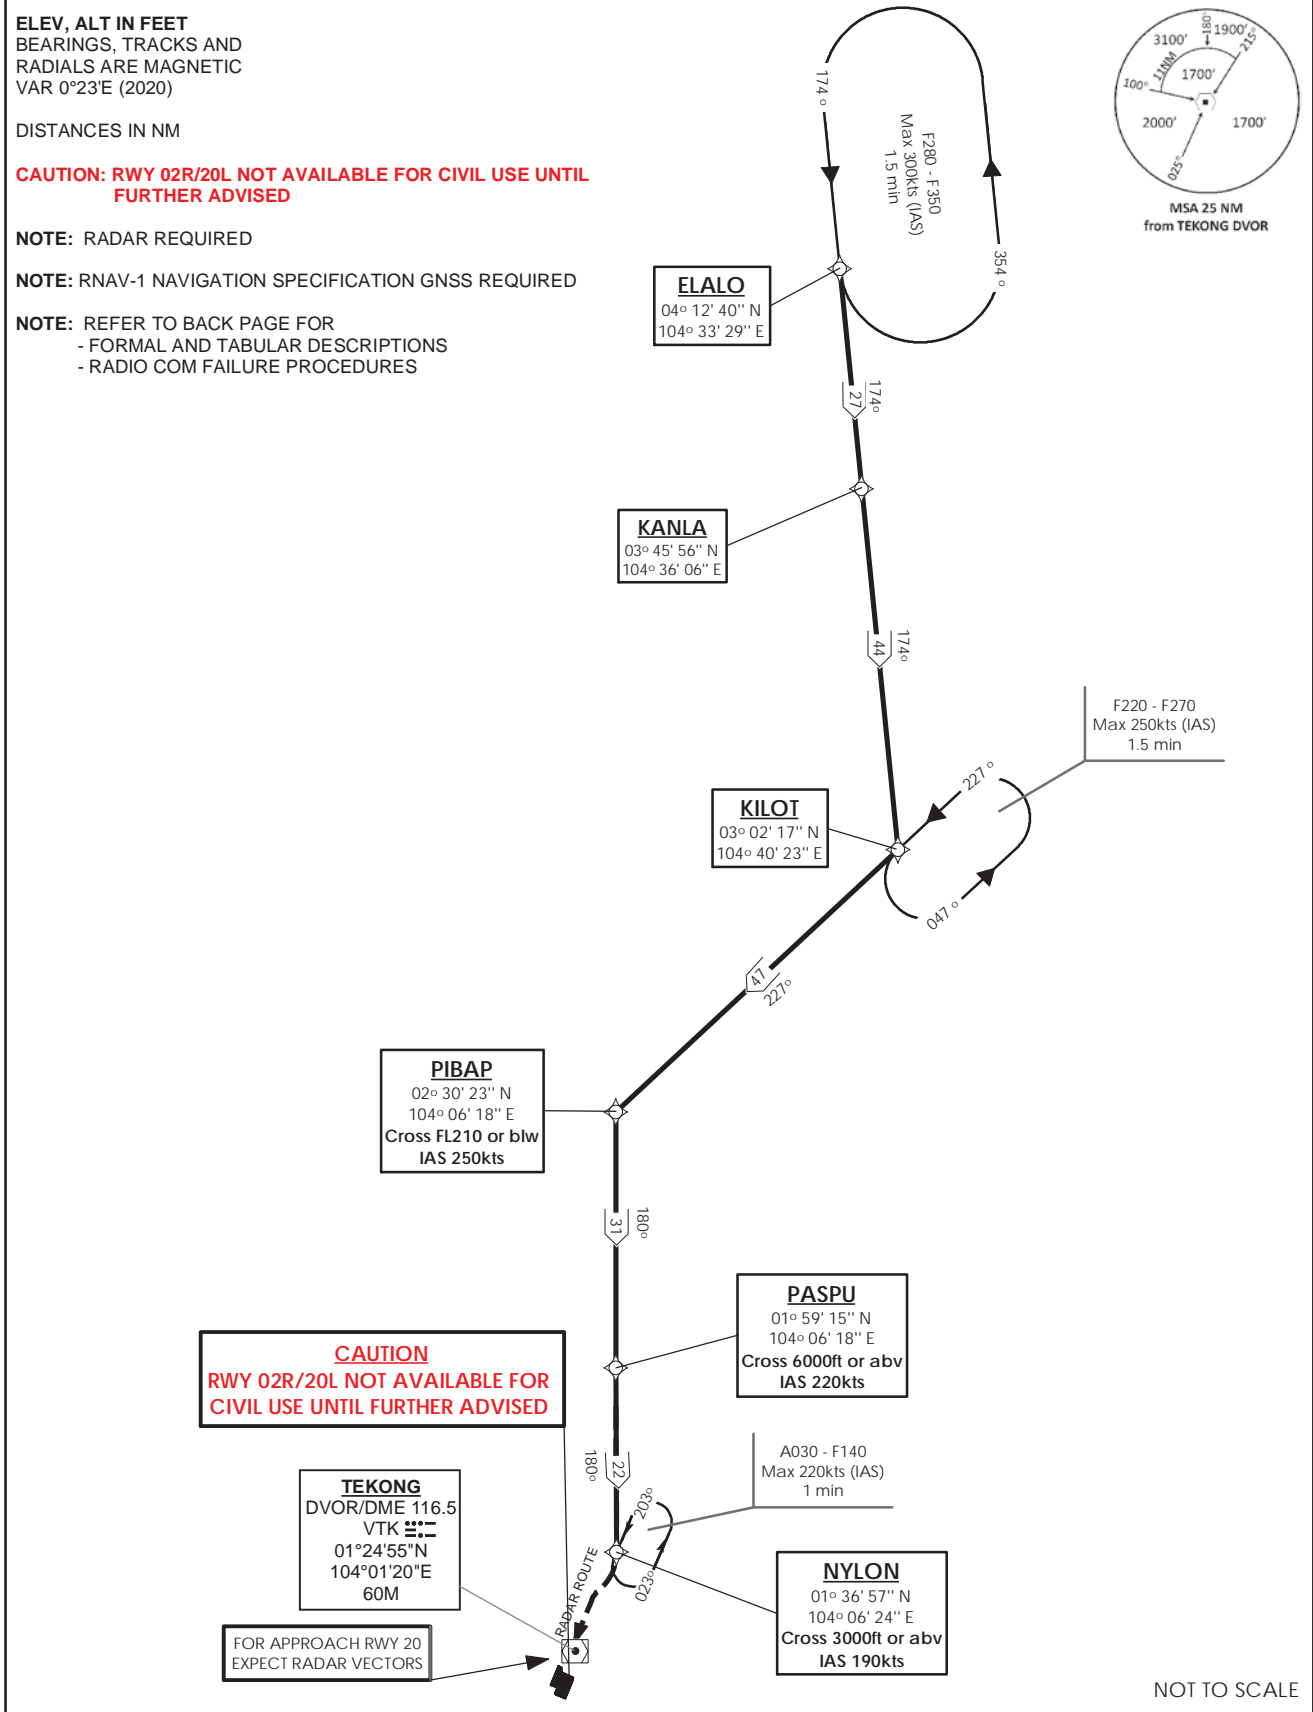 ELEV, ALT IN FEET
BEARINGS, TRACKS AND
RADIALS ARE MAGNETIC
VAR 0°23'E (2020)
DISTANCES IN NM
CAUTION: RWY 02R/20L NOT AVAILABLE FOR CIVIL USE UNTIL
FURTHER ADVISED
NOTE: RADAR REQUIRED
NOTE: RNAV-1 NAVIGATION SPECIFICATION GNSS REQUIRED
NOTE: REFER TO BACK PAGE FOR
- FORMAL AND TABULAR DESCRIPTIONS
- RADIO COM FAILURE PROCEDURES
174°
F280 - F350
Max 300kts (IAS)
1.5 min
354°
180°
3100'
1900'
215°
11NM
1700'
100°
2000'
1700'
025°
MSA 25 NM
from TEKONG DVOR
ELALO
04° 12' 40'' N
104° 33' 29'' E
27
174°
KANLA
03° 45' 56'' N
104° 36' 06'' E
44
174°
F220 - F270
Max 250kts (IAS)
1.5 min
227°
047°
KILOT
03° 02' 17'' N
104° 40' 23'' E
47
227°
PIBAP
02° 30' 23'' N
104° 06' 18'' E
Cross FL210 or blw
IAS 250kts
31
180°
PASPU
01° 59' 15'' N
104° 06' 18'' E
Cross 6000ft or abv
IAS 220kts
CAUTION
RWY 02R/20L NOT AVAILABLE FOR
CIVIL USE UNTIL FURTHER ADVISED
180°
22
A030 - F140
Max 220kts (IAS)
1 min
203°
023°
TEKONG
DVOR/DME 116.5
VTK
01°24'55"N
104°01'20"E
60M
RADAR ROUTE
NYLON
01° 36' 57'' N
104° 06' 24'' E
Cross 3000ft or abv
IAS 190kts
FOR APPROACH RWY 20
EXPECT RADAR VECTORS
NOT TO SCALE